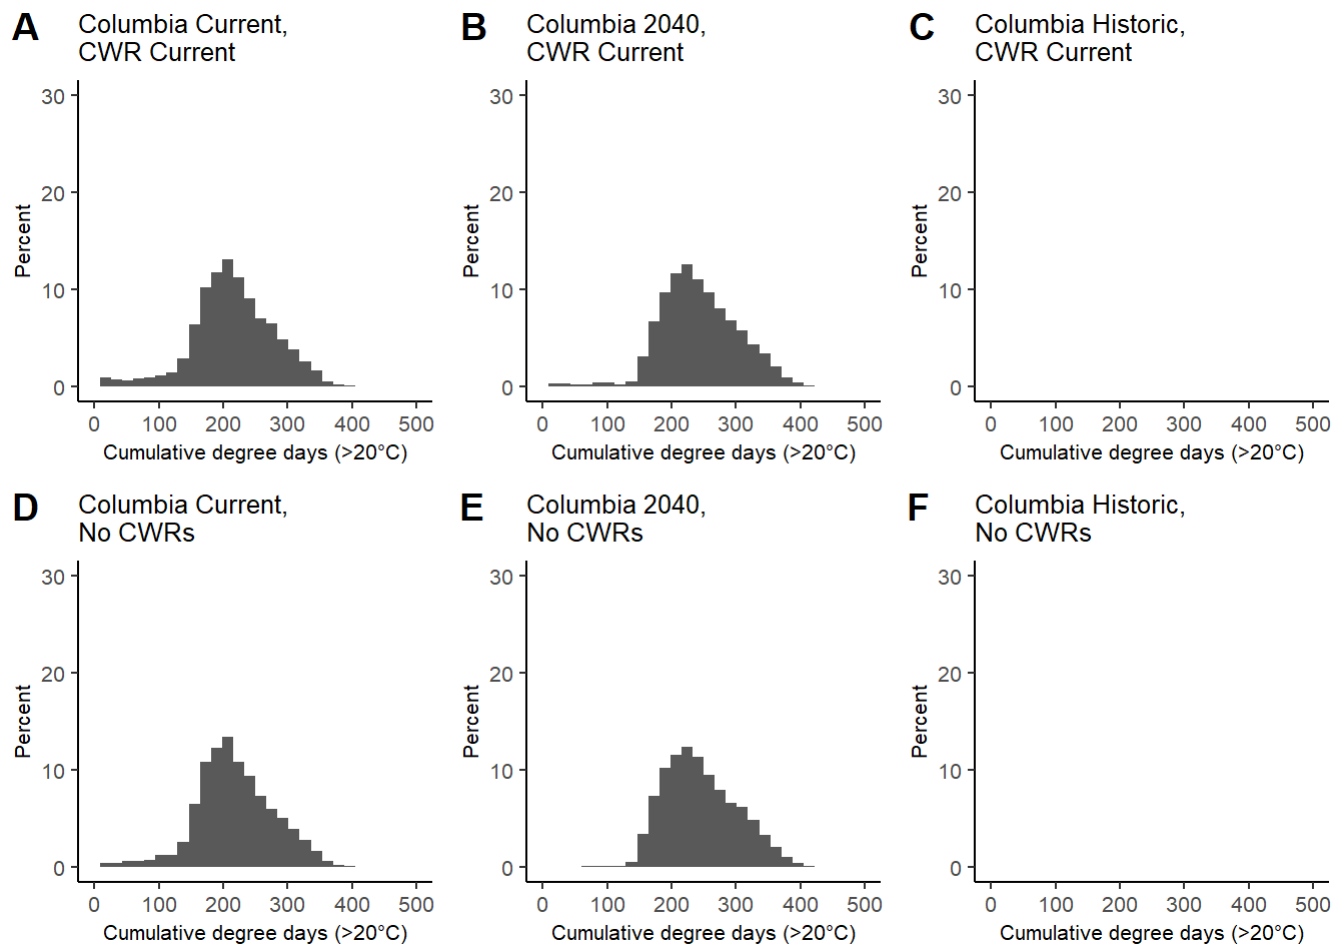 A
Columbia Current,
CWR Current
30
20
10
0
Percent
0 100 200 300 400 500
Cumulative degree days (>20°C)
B
Columbia 2040,
CWR Current
30
20
10
0
Percent
0 100 200 300 400 500
Cumulative degree days (>20°C)
C
Columbia Historic,
CWR Current
30
20
10
0
Percent
0 100 200 300 400 500
Cumulative degree days (>20°C)
D
Columbia Current,
No CWRs
30
20
10
0
Percent
0 100 200 300 400 500
Cumulative degree days (>20°C)
E
Columbia 2040,
No CWRs
30
20
10
0
Percent
0 100 200 300 400 500
Cumulative degree days (>20°C)
F
Columbia Historic,
No CWRs
30
20
10
0
Percent
0 100 200 300 400 500
Cumulative degree days (>20°C)